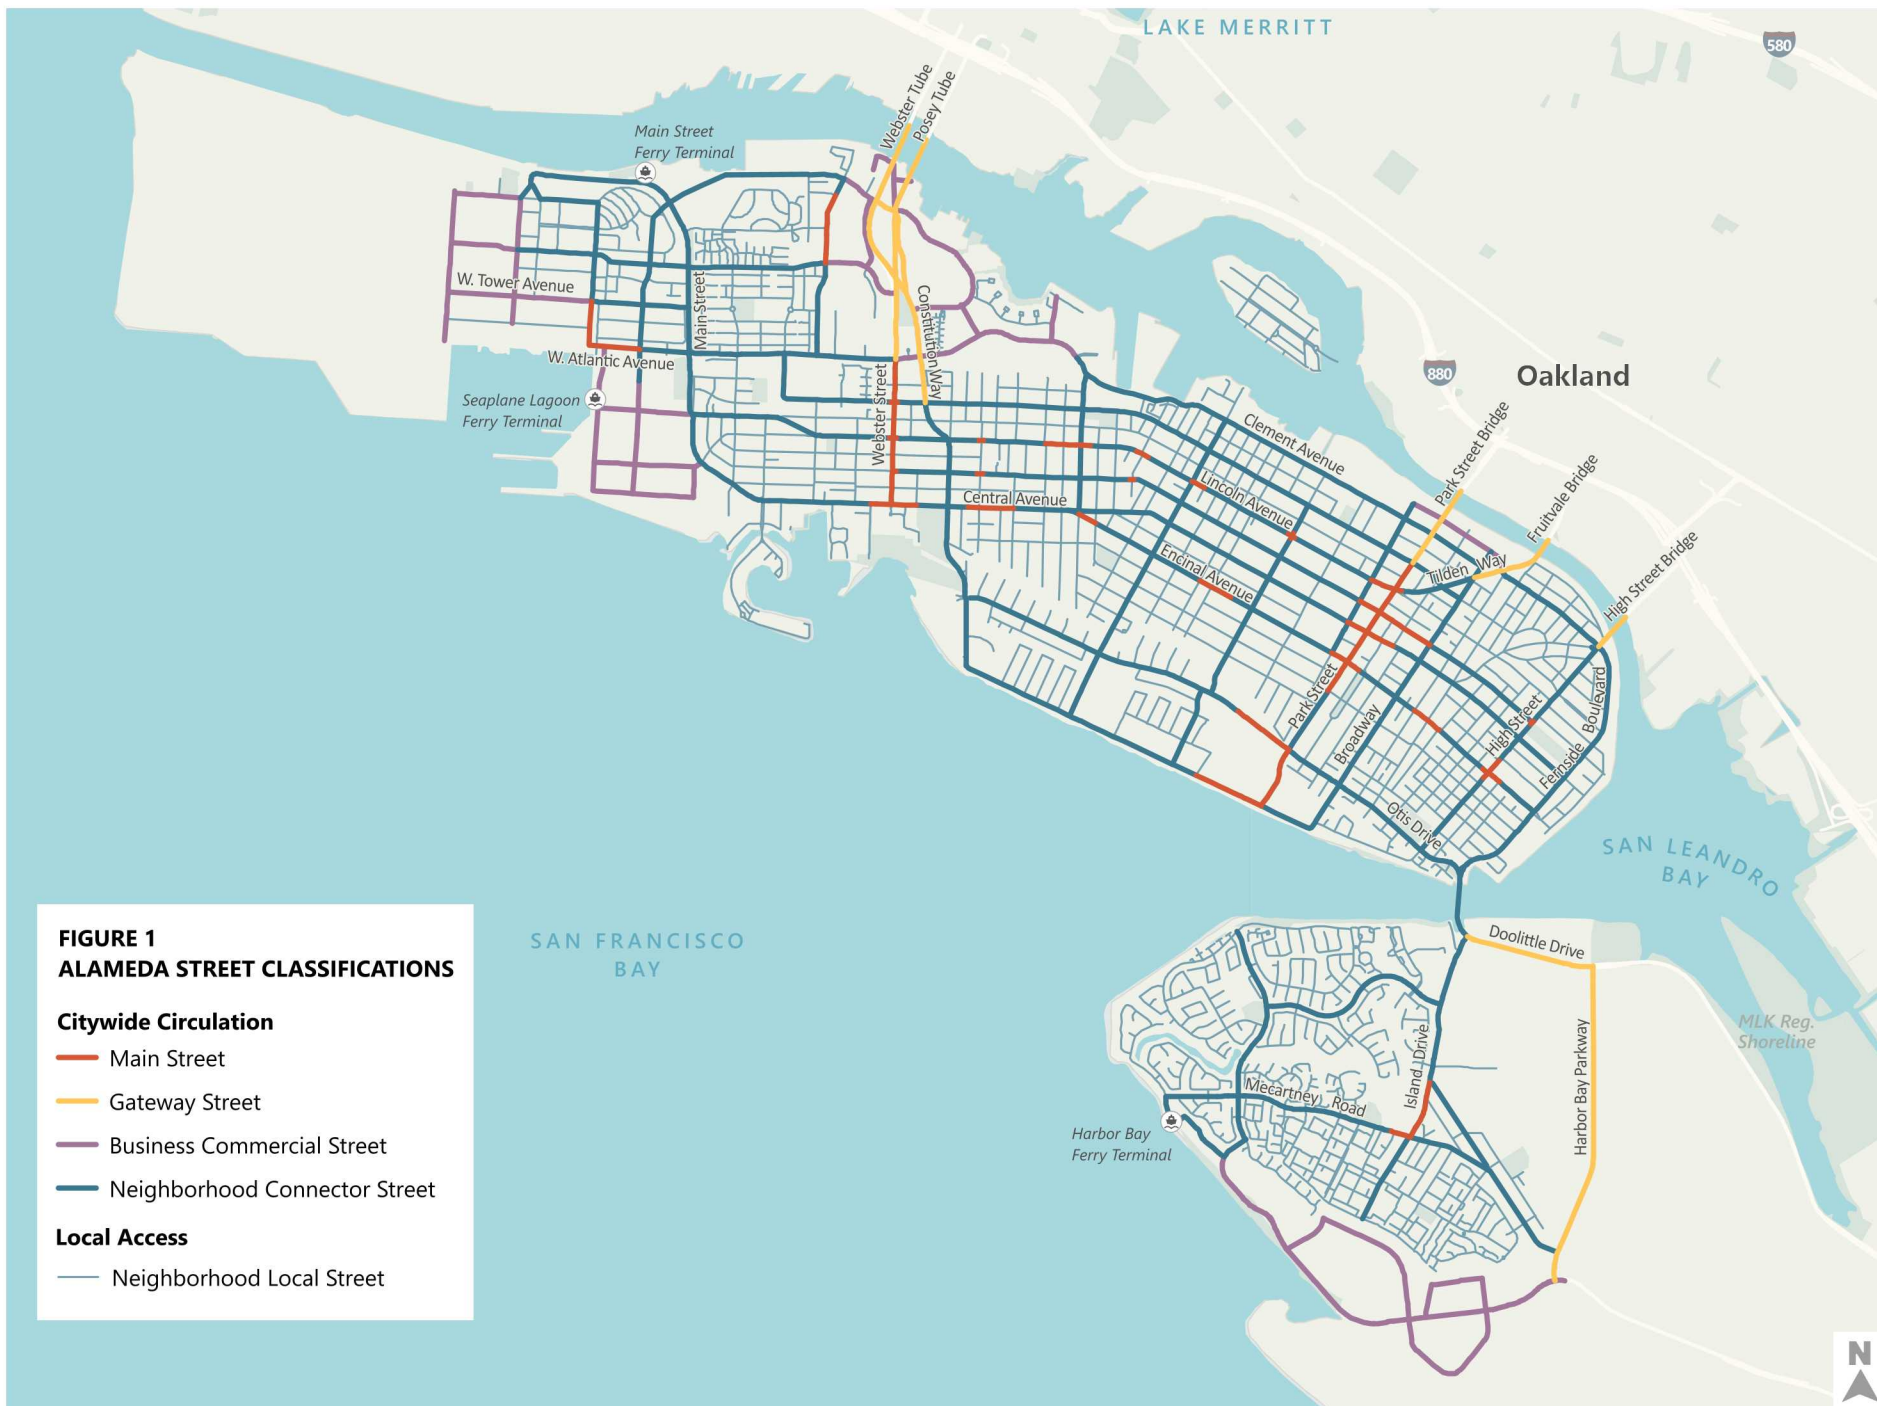 LAKE MERRITT
580
Webster Tube
Posey Tube
Main Street
Ferry Terminal
W. Tower Avenue
Main Street
Constitution Way
W. Atlantic Avenue
880
Oakland
Seaplane Lagoon
Ferry Terminal
Webster Street
Clement Avenue
Park Street Bridge
Fruitvale Bridge
Central Avenue
Lincoln Avenue
High Street Bridge
Encinal Avenue
Tilden Way
Park Street
Broadway
High Street
Fernside Boulevard
Otis Drive
SAN LEANDRO
BAY
SAN FRANCISCO
BAY
Doolittle Drive
MLK Reg.
Shoreline
Harbor Bay Parkway
Island Drive
Mecartney Road
Harbor Bay
Ferry Terminal
FIGURE 1
ALAMEDA STREET CLASSIFICATIONS
Citywide Circulation
Main Street
Gateway Street
Business Commercial Street
Neighborhood Connector Street
Local Access
Neighborhood Local Street
N